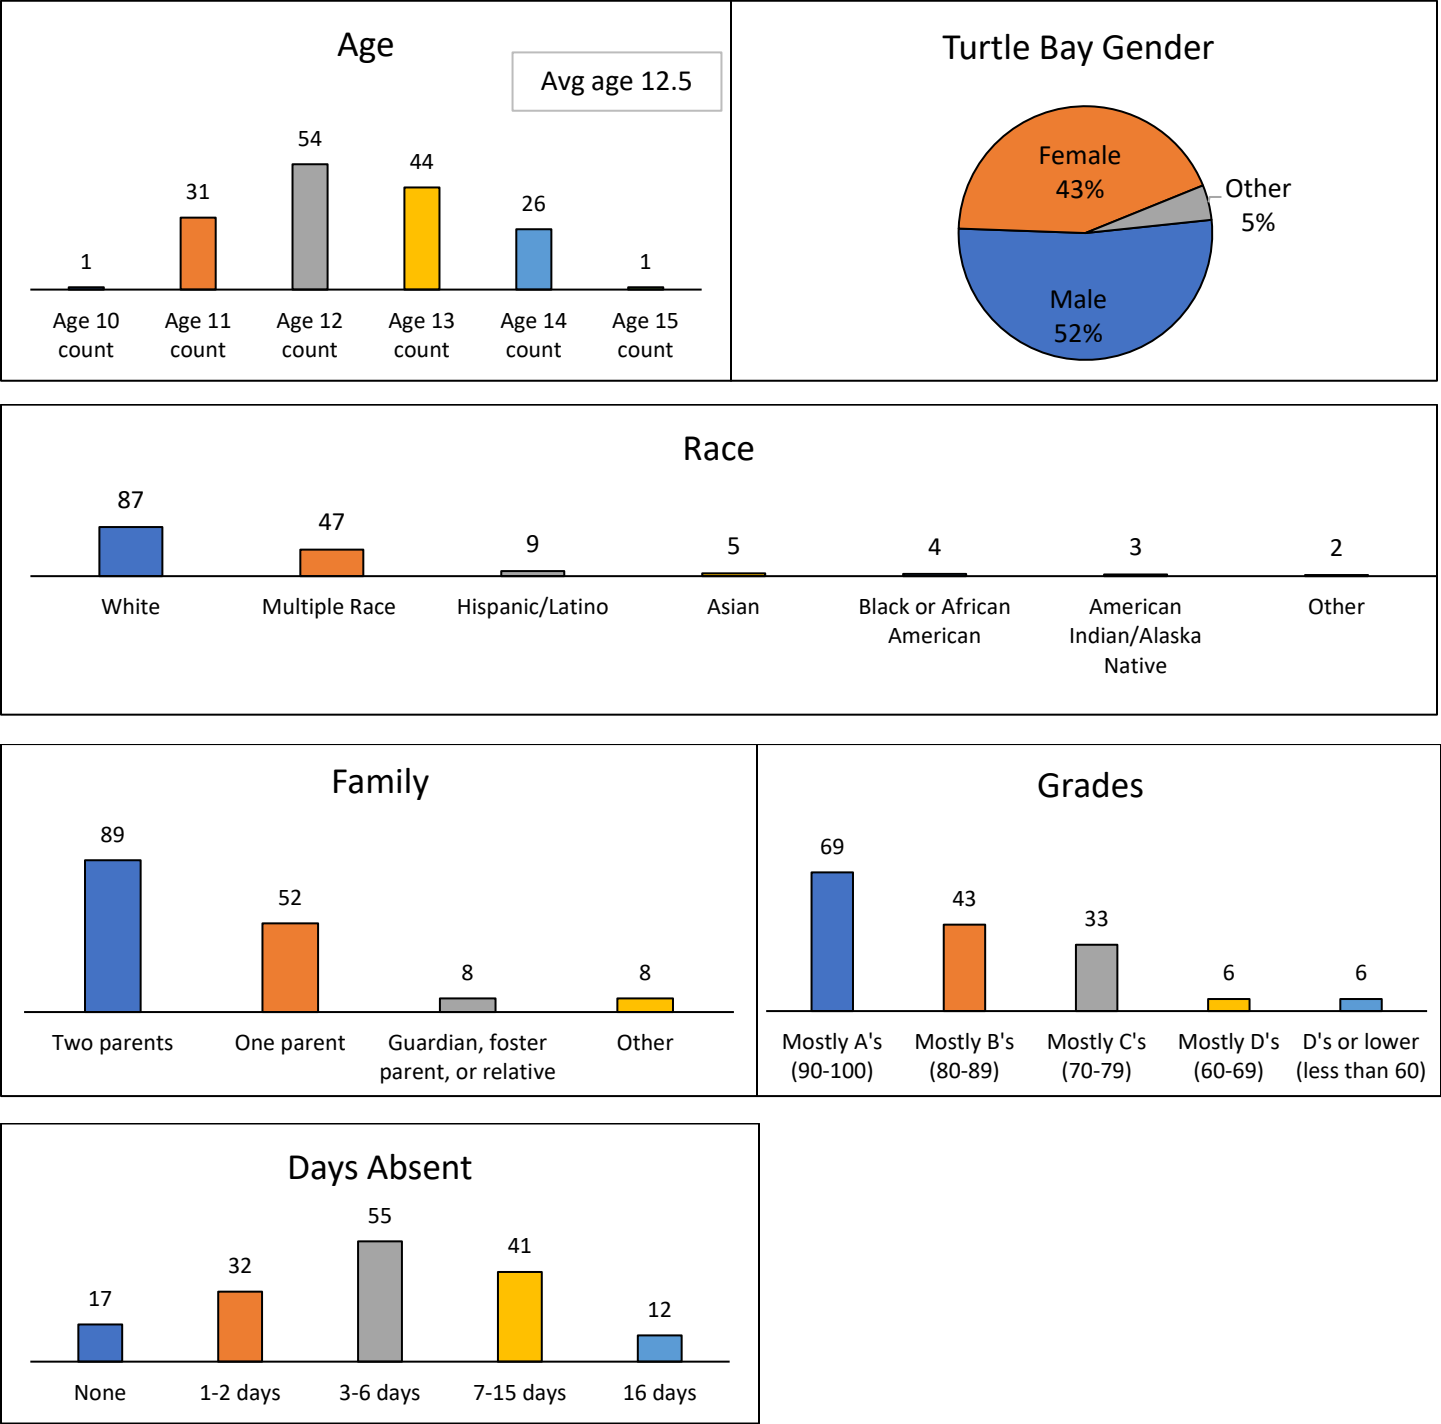 Age
Avg age 12.5
1
31
54
44
26
1
Age 10
count
Age 11
count
Age 12
count
Age 13
count
Age 14
count
Age 15
count
Turtle Bay Gender
Female
43%
Other
5%
Male
52%
Race
87
47
9
5
4
3
2
White
Multiple Race
Hispanic/Latino
Asian
Black or African
American
American
Indian/Alaska
Native
Other
Family
89
52
8
8
Two parents
One parent
Guardian, foster
parent, or relative
Other
Grades
69
43
33
6
6
Mostly A's
(90-100)
Mostly B's
(80-89)
Mostly C's
(70-79)
Mostly D's
(60-69)
D's or lower
(less than 60)
Days Absent
17
32
55
41
12
None
1-2 days
3-6 days
7-15 days
16 days